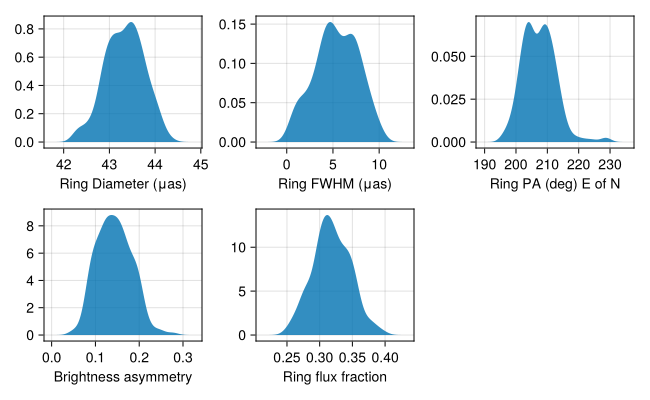 0.8
0.6
0.4
0.2
0.0
42 43 44 45
Ring Diameter (μas)
0.15
0.10
0.05
0.00
0 5 10
Ring FWHM (μas)
0.050
0.025
0.000
190 200 210 220 230
Ring PA (deg) E of N
8
6
4
2
0
0.0 0.1 0.2 0.3
Brightness asymmetry
10
5
0
0.25 0.30 0.35 0.40
Ring flux fraction